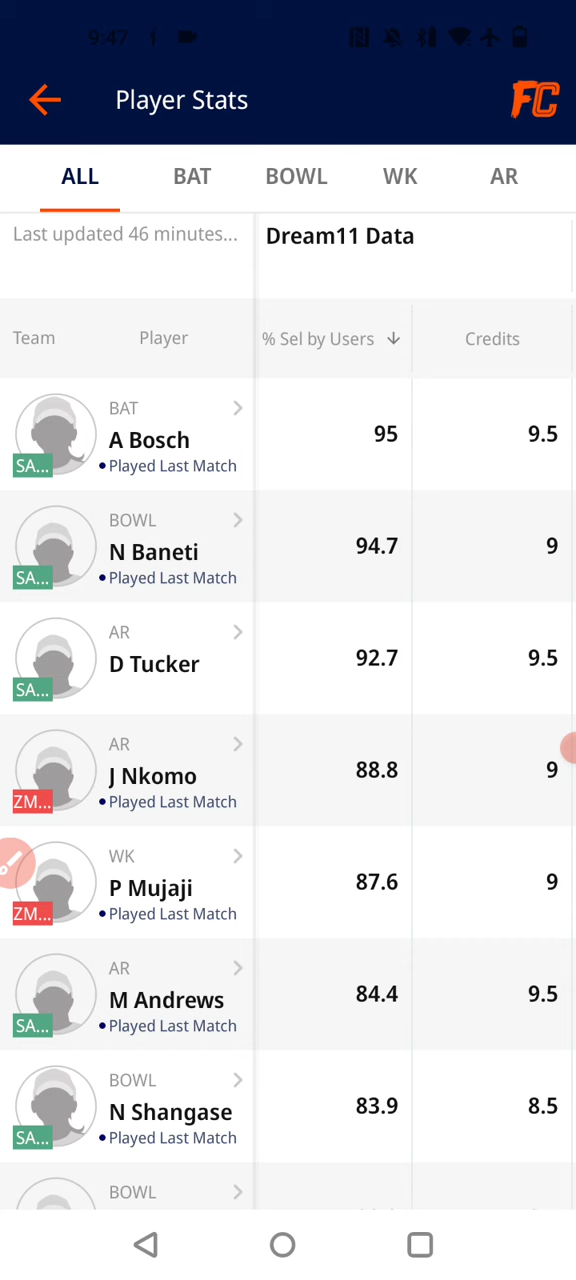 9:47
Player Stats
FC
ALL BAT BOWL WK AR
Last updated 46 minutes... Dream11 Data
Team Player % Sel by Users Credits
BAT
A Bosch 95 9.5
SA... Played Last Match
BOWL
N Baneti 94.7 9
SA... Played Last Match
AR
D Tucker 92.7 9.5
SA...
AR
J Nkomo 88.8 9
ZM... Played Last Match
WK
P Mujaji 87.6 9
ZM... Played Last Match
AR
M Andrews 84.4 9.5
SA... Played Last Match
BOWL
N Shangase 83.9 8.5
SA... Played Last Match
BOWL